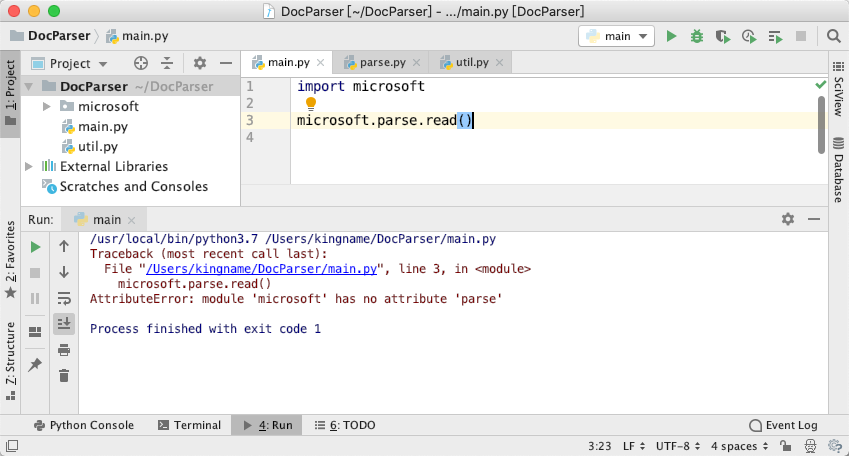 DocParser [~/DocParser] - .../main.py [DocParser]
DocParser main.py main
1: Project
Project
DocParser ~/DocParser
microsoft
main.py
util.py
External Libraries
Scratches and Consoles
main.py parse.py util.py
1 import microsoft
2
3 microsoft.parse.read()
4
SciView
Database
Run: main
/usr/local/bin/python3.7 /Users/kingname/DocParser/main.py
Traceback (most recent call last):
File "/Users/kingname/DocParser/main.py", line 3, in <module>
microsoft.parse.read()
AttributeError: module 'microsoft' has no attribute 'parse'
Process finished with exit code 1
2: Favorites
Z: Structure
Python Console Terminal 4: Run 6: TODO Event Log
3:23 LF UTF-8 4 spaces